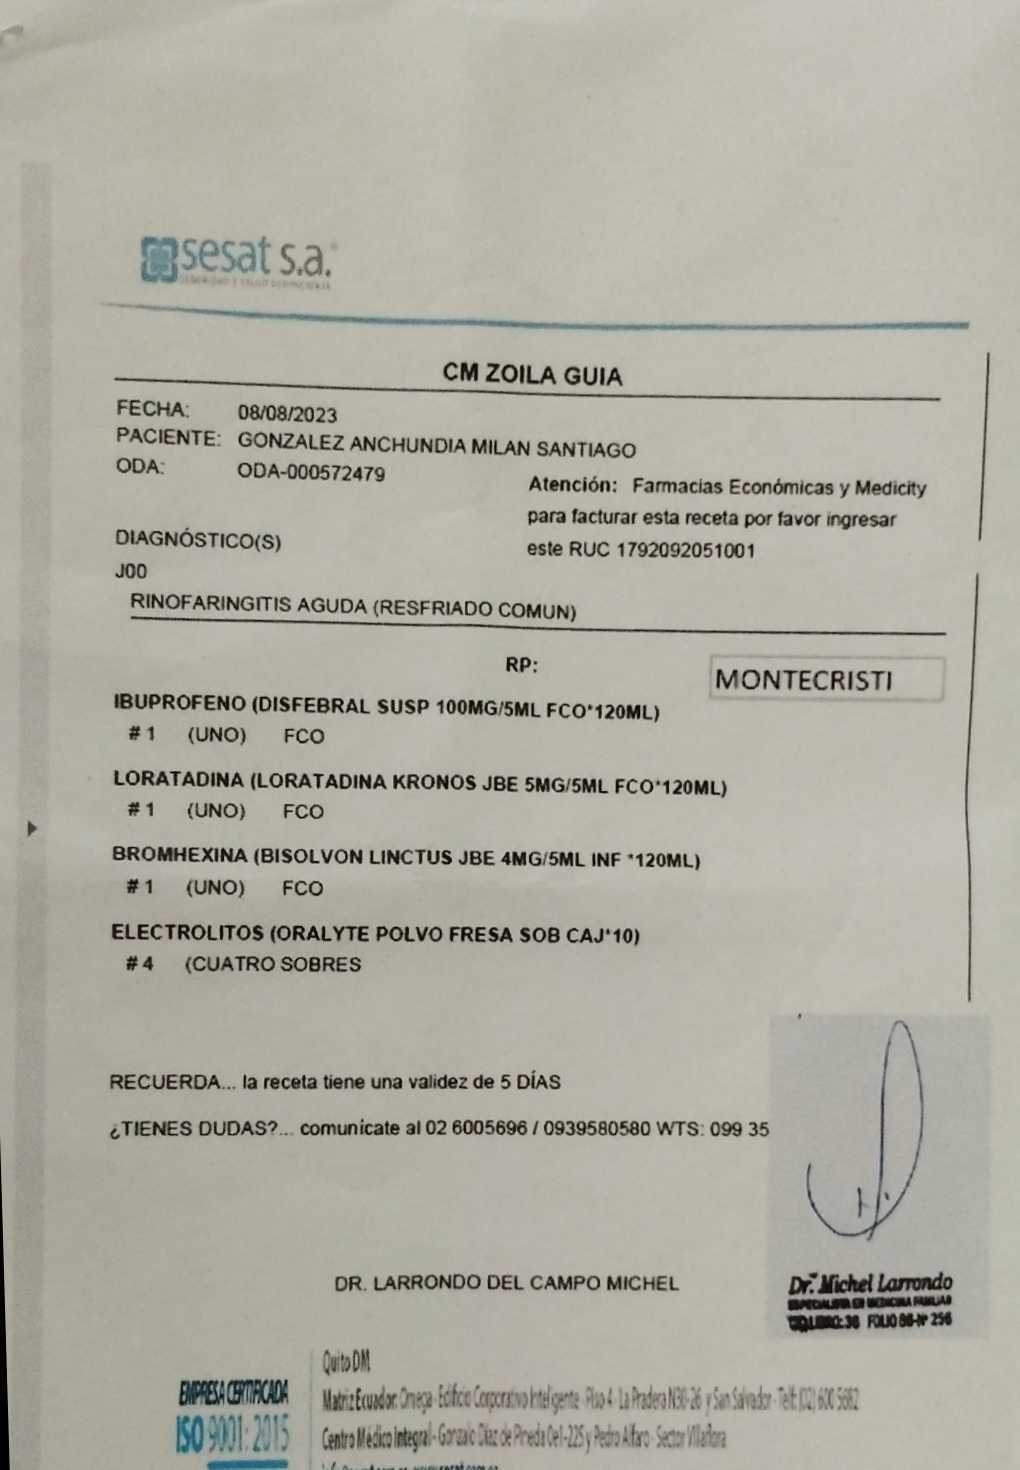 sesat s.a.
CM ZOILA GUIA
FECHA: 08/08/2023
PACIENTE: GONZALEZ ANCHUNDIA MILAN SANTIAGO
ODA: ODA-000572479
Atención: Farmacias Económicas y Medicity
para facturar esta receta por favor ingresar
este RUC 1792092051001
DIAGNÓSTICO(S)
J00
RINOFARINGITIS AGUDA (RESFRIADO COMUN)
RP:
MONTECRISTI
IBUPROFENO (DISFEBRAL SUSP 100MG/5ML FCO*120ML)
# 1 (UNO) FCO
LORATADINA (LORATADINA KRONOS JBE 5MG/5ML FCO*120ML)
# 1 (UNO) FCO
BROMHEXINA (BISOLVON LINCTUS JBE 4MG/5ML INF *120ML)
# 1 (UNO) FCO
ELECTROLITOS (ORALYTE POLVO FRESA SOB CAJ*10)
# 4 (CUATRO SOBRES
RECUERDA... la receta tiene una validez de 5 DÍAS
¿TIENES DUDAS?... comunícate al 02 6005696 / 0939580580 WTS: 099 35
DR. LARRONDO DEL CAMPO MICHEL
Dr. Michel Larrondo
ESPECIALISTA EN MEDICINA FAMILIAR
LIBRO: 38 FOLIO 86-Nº 256
EMPRESA CERTIFICADA
ISO 9001: 2015
Quito DM
Matriz Ecuador: Omega - Edificio Corporativo Inteligente - Piso 4 - La Pradera N30-26 y San Salvador - Telf: (02) 600 5682
Centro Médico Integral - Gonzalo Díaz de Pineda Oe1-225 y Pedro Alfaro - Sector Villaflora